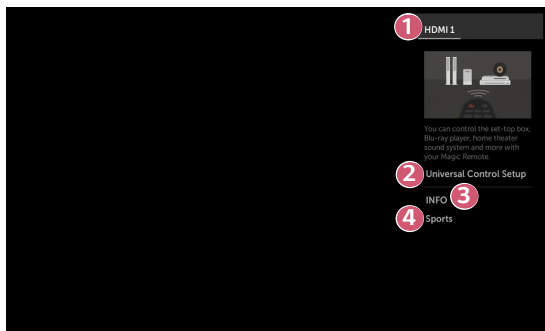 1 HDMI 1
You can control the set-top box,
Blu-ray player, home theater
sound system and more with
your Magic Remote.
2 Universal Control Setup
INFO 3
4 Sports